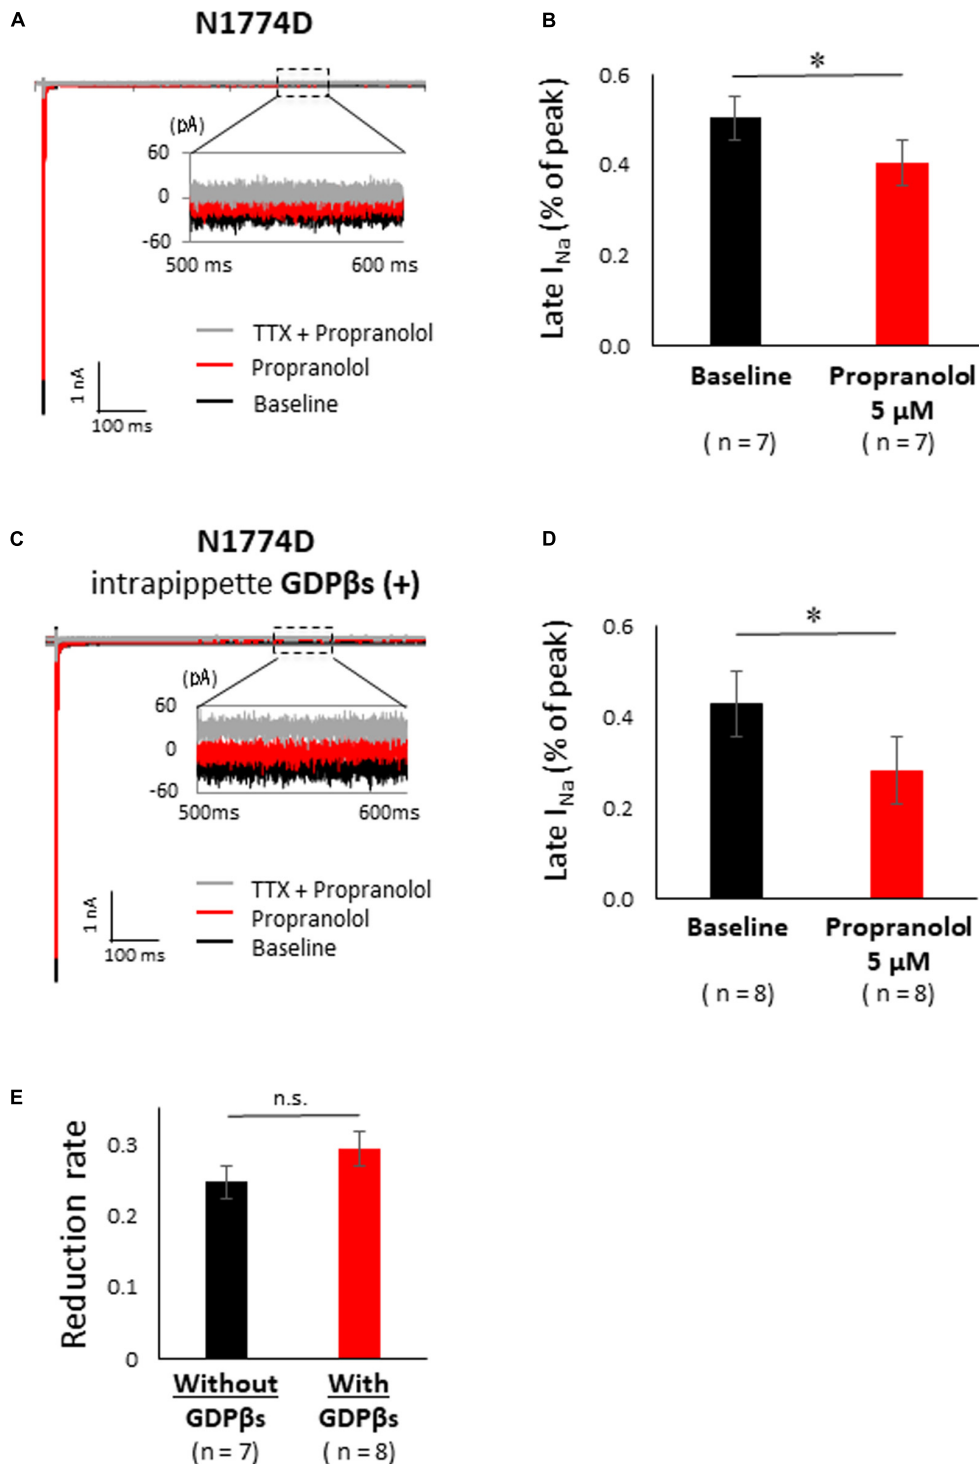 A
N1774D
(pA)
60
0
-60
500 ms
600 ms
TTX + Propranolol
Propranolol
Baseline
1 nA
100 ms
B
*
Late INa (% of peak)
0.6
0.4
0.2
0.0
Baseline
Propranolol
5 µM
( n = 7)
( n = 7)
C
N1774D
intrapippette GDPβs (+)
(pA)
60
0
-60
500ms
600ms
TTX + Propranolol
Propranolol
Baseline
1 nA
100 ms
D
*
Late INa (% of peak)
0.6
0.4
0.2
0.0
Baseline
Propranolol
5 µM
( n = 8)
( n = 8)
E
n.s.
Reduction rate
0.3
0.2
0.1
0
Without
GDPβs
(n = 7)
With
GDPβs
( n = 8)